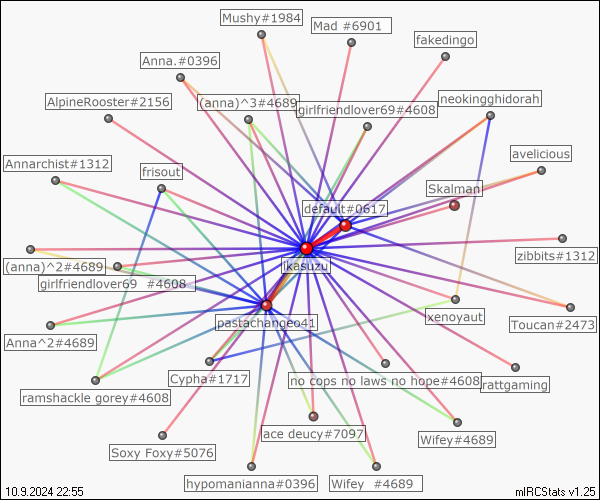 Mushy#1984
Mad #6901
fakedingo
Anna.#0396
AlpineRooster#2156
(anna)^3#4689
girlfriendlover69#4608
neokingghidorah
Annarchist#1312
frisout
avelicious
Skalman
default#0617
zibbits#1312
(anna)^2#4689
girlfriendlover69 #4608
ikasuzu
pastachangeo41
xenoyaut
Toucan#2473
Anna^2#4689
Cypha#1717
no cops no laws no hope#4608
rattgaming
ramshackle gorey#4608
ace deucy#7097
Wifey#4689
Soxy Foxy#5076
hypomanianna#0396
Wifey #4689
10.9.2024 22:55
mIRCStats v1.25